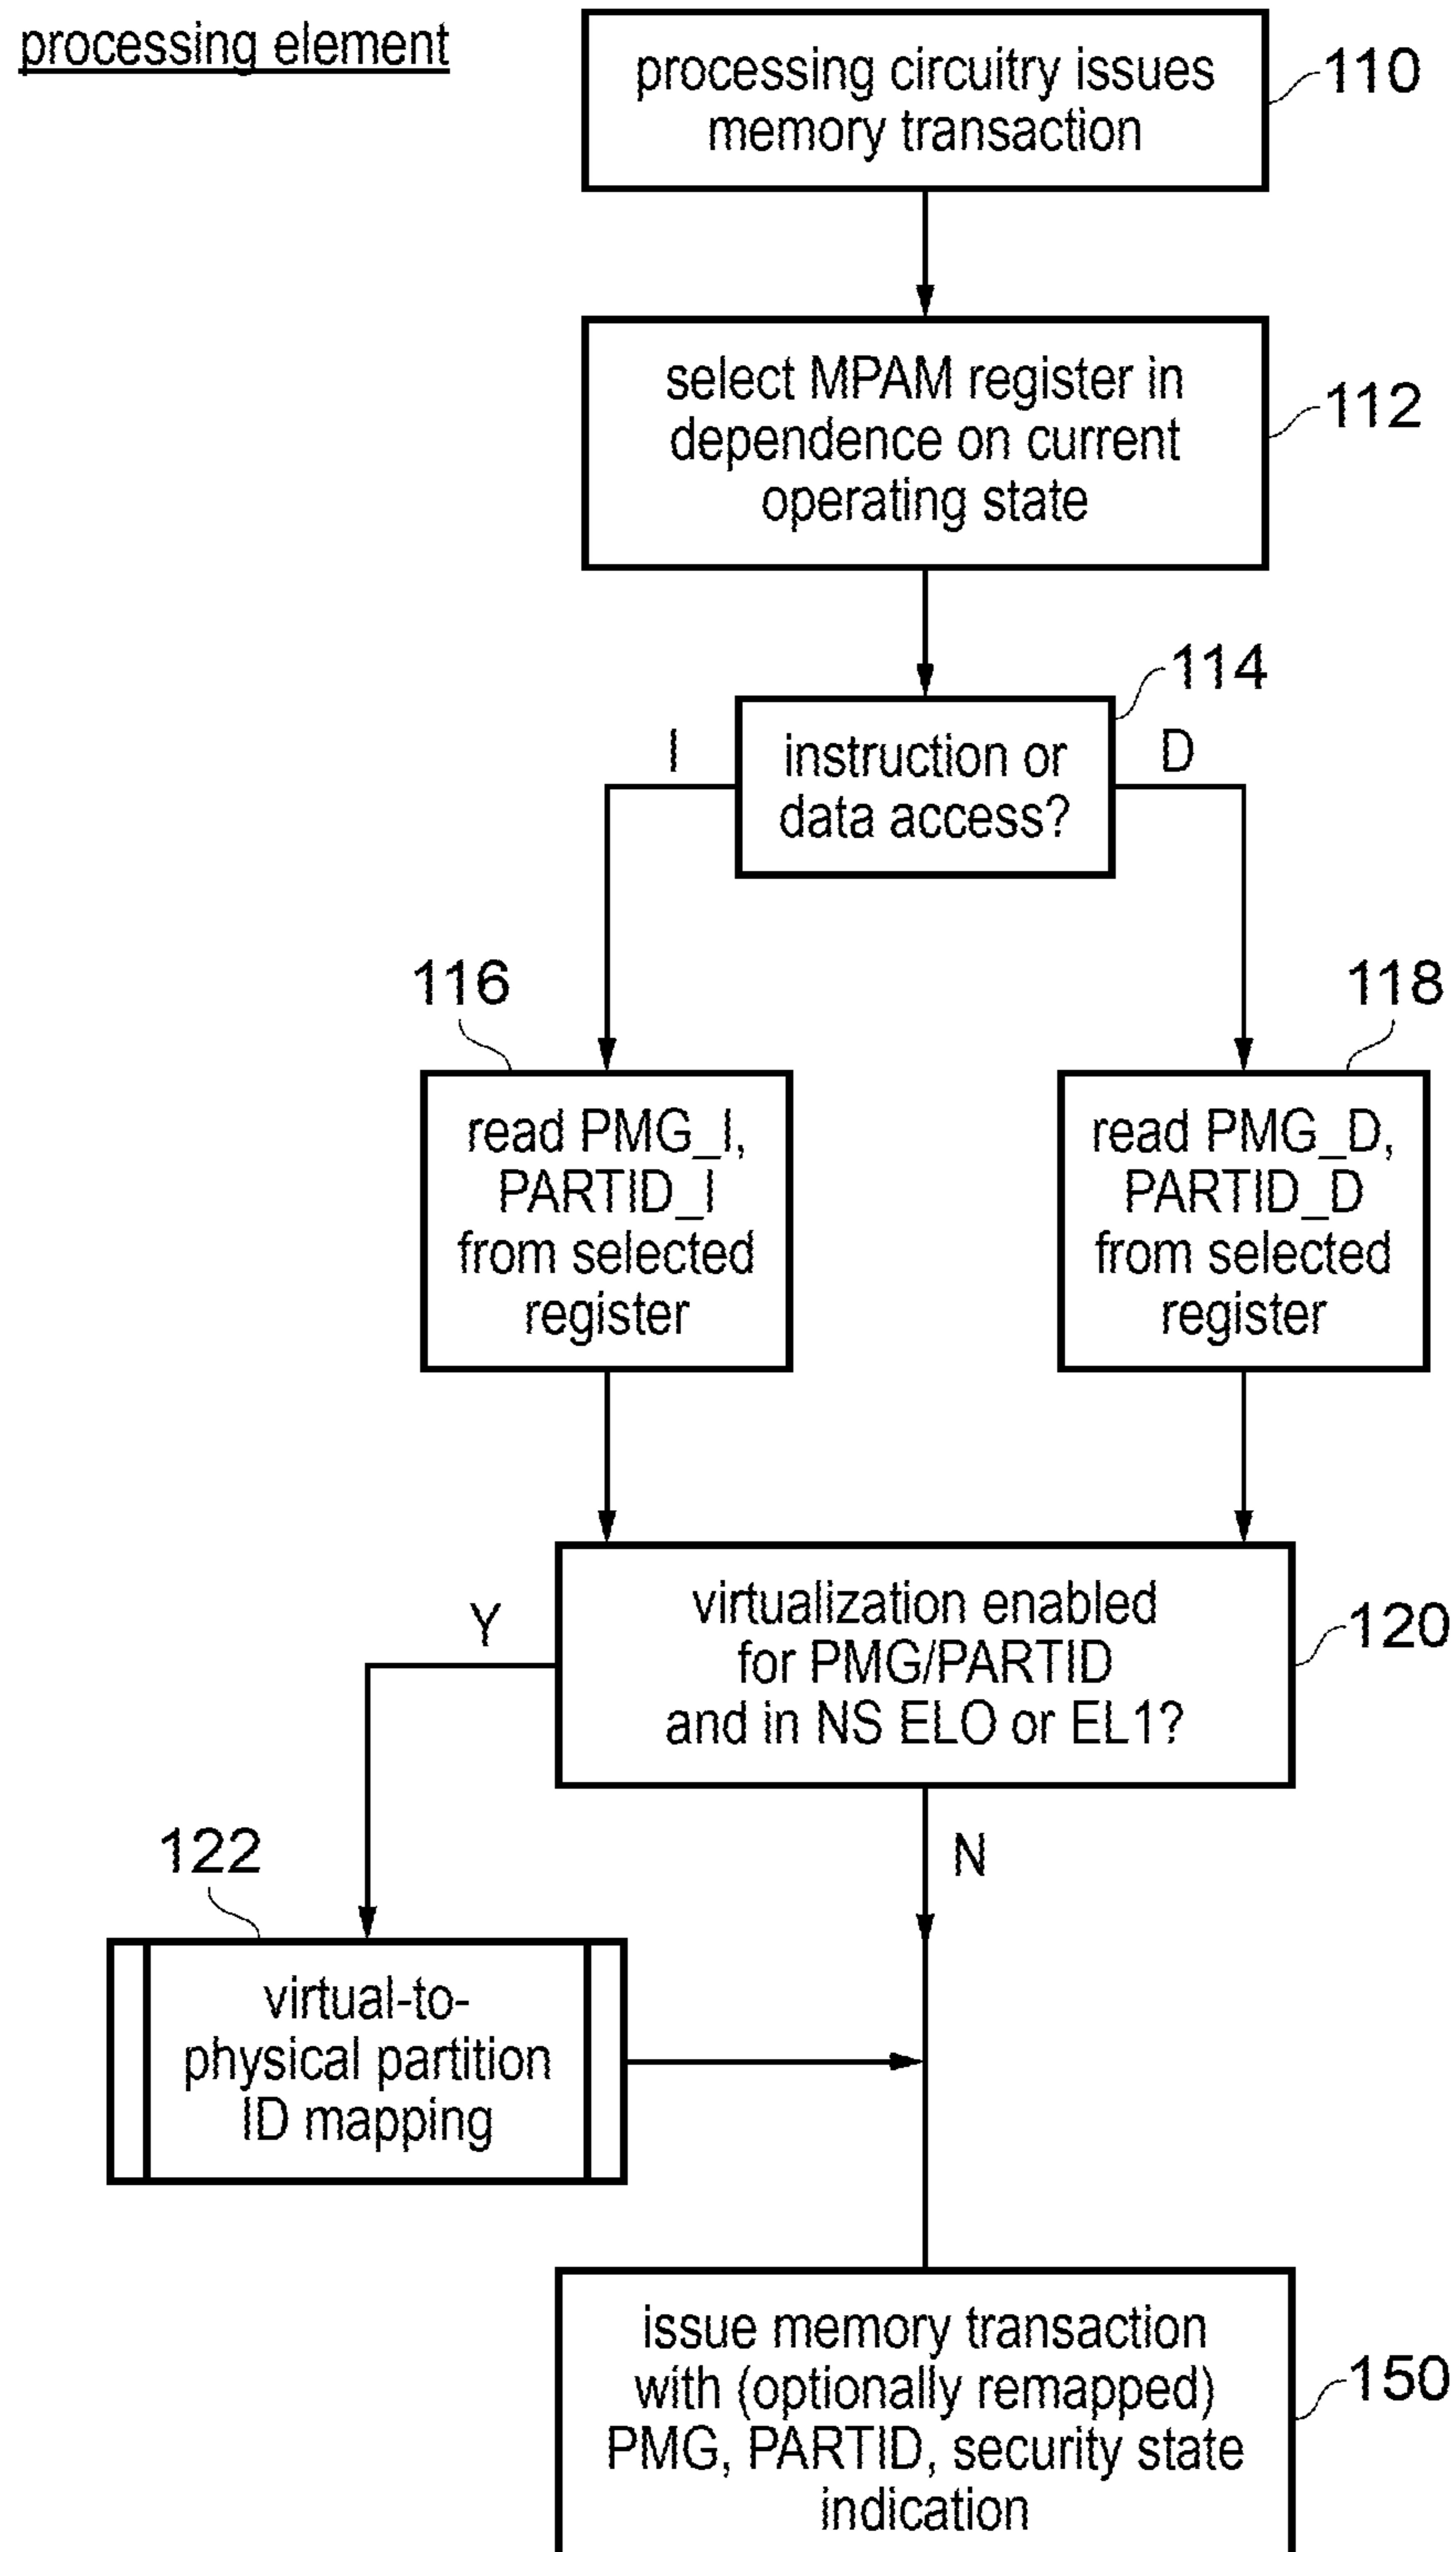 processing element
processing circuitry issues
memory transaction
110
select MPAM register in
dependence on current
operating state
112
114
instruction or
data access?
I
D
116
118
read PMG_I,
PARTID_I
from selected
register
read PMG_D,
PARTID_D
from selected
register
virtualization enabled
for PMG/PARTID
and in NS ELO or EL1?
120
Y
N
122
virtual-to-
physical partition
ID mapping
issue memory transaction
with (optionally remapped)
PMG, PARTID, security state
indication
150